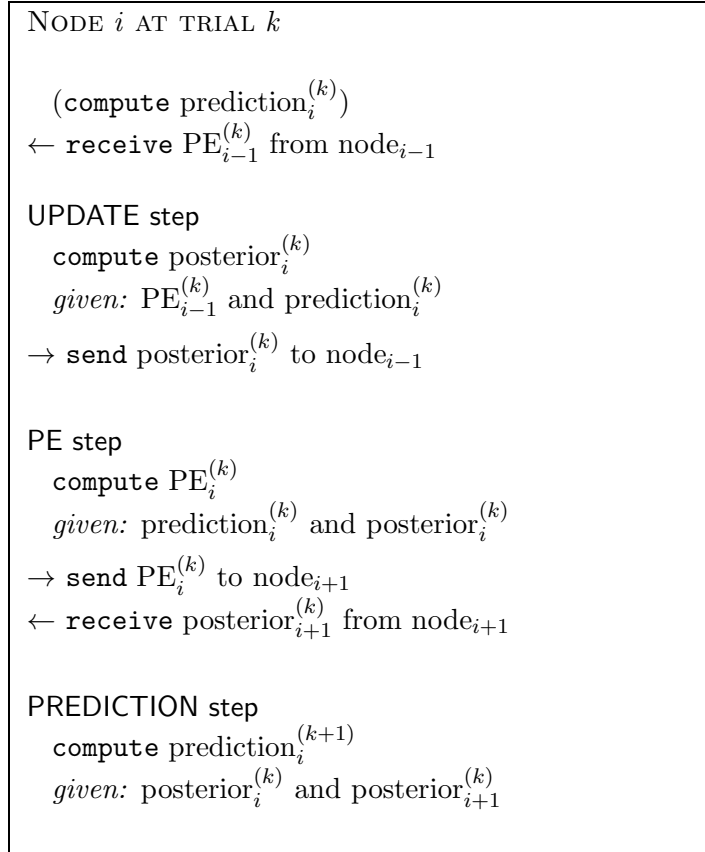 NODE i AT TRIAL k
(compute prediction_i^(k))
← receive PE_{i−1}^(k) from node_{i−1}
UPDATE step
compute posterior_i^(k)
given: PE_{i−1}^(k) and prediction_i^(k)
→ send posterior_i^(k) to node_{i−1}
PE step
compute PE_i^(k)
given: prediction_i^(k) and posterior_i^(k)
→ send PE_i^(k) to node_{i+1}
← receive posterior_{i+1}^(k) from node_{i+1}
PREDICTION step
compute prediction_i^(k+1)
given: posterior_i^(k) and posterior_{i+1}^(k)